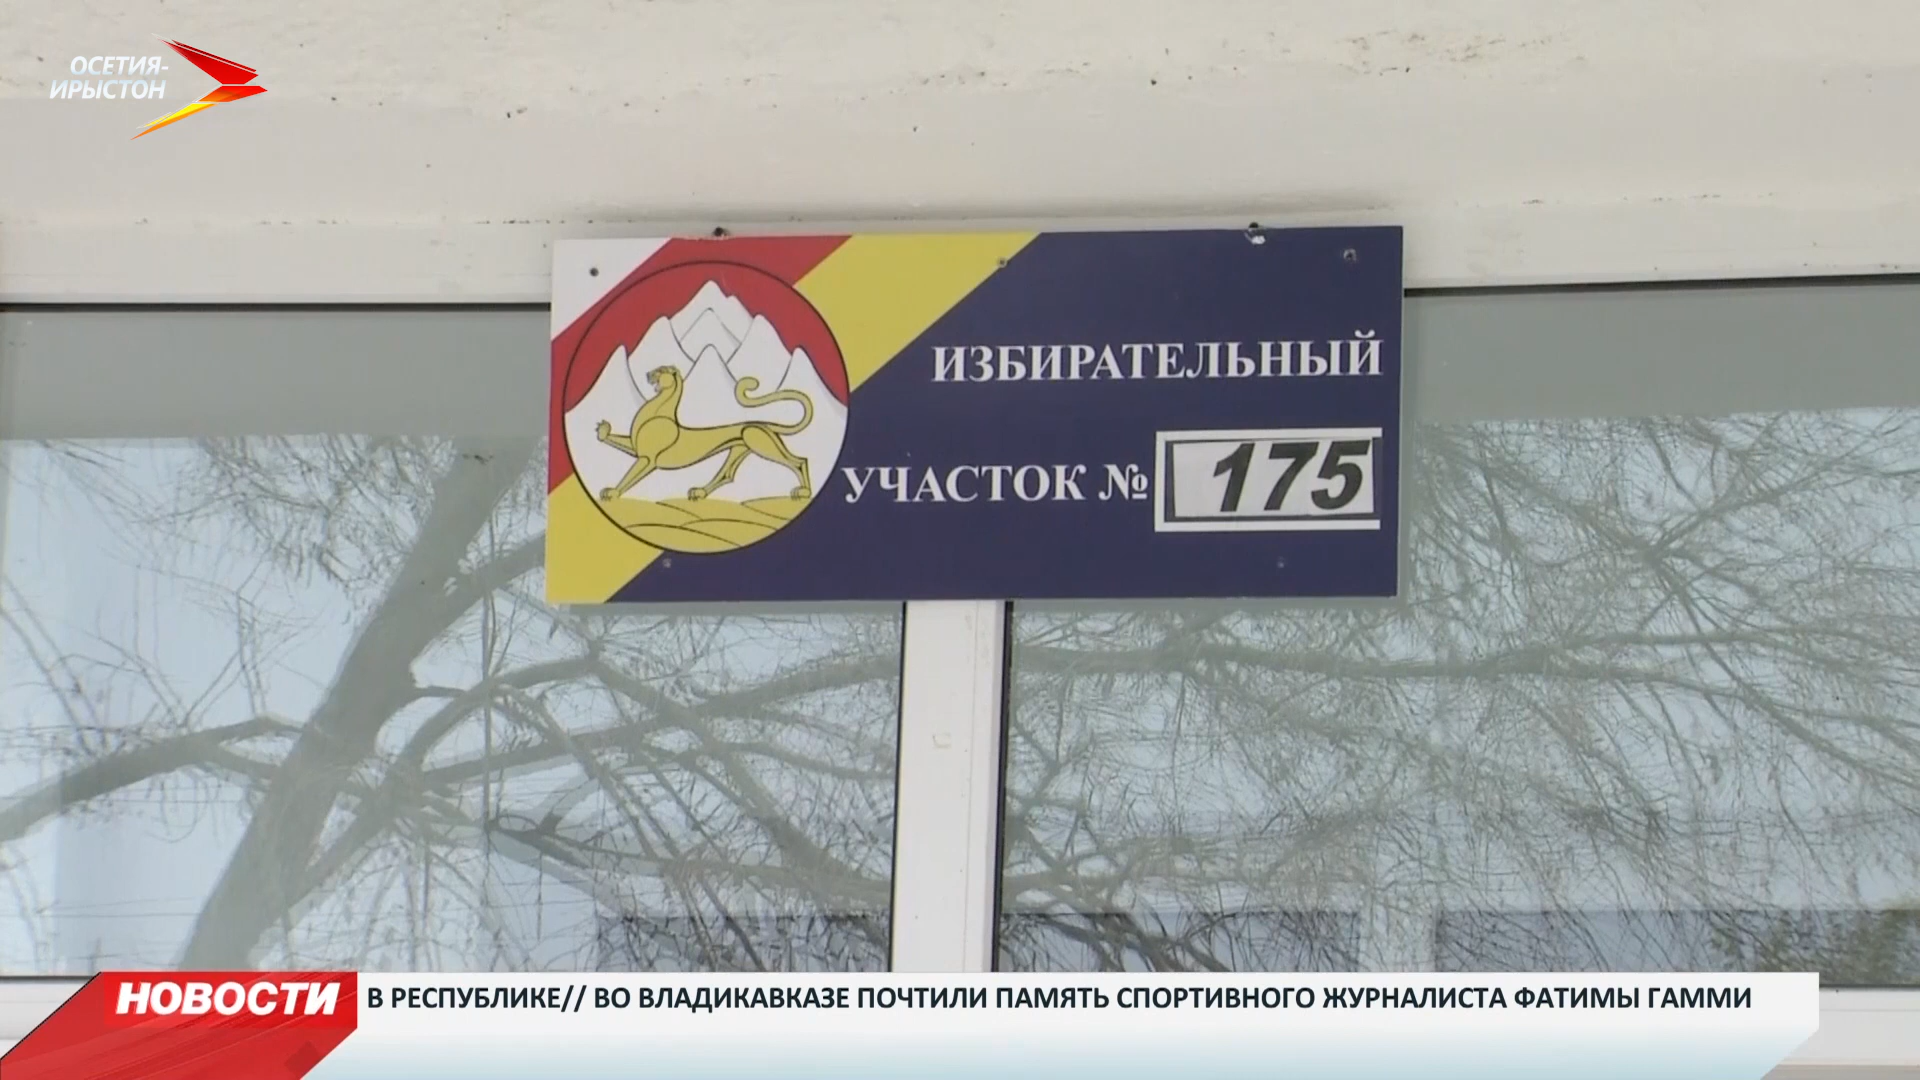 ОСЕТИЯ-
ИРЫСТОН
ИЗБИРАТЕЛЬНЫЙ
УЧАСТОК № 175
НОВОСТИ В РЕСПУБЛИКЕ// ВО ВЛАДИКАВКАЗЕ ПОЧТИЛИ ПАМЯТЬ СПОРТИВНОГО ЖУРНАЛИСТА ФАТИМЫ ГАММИ